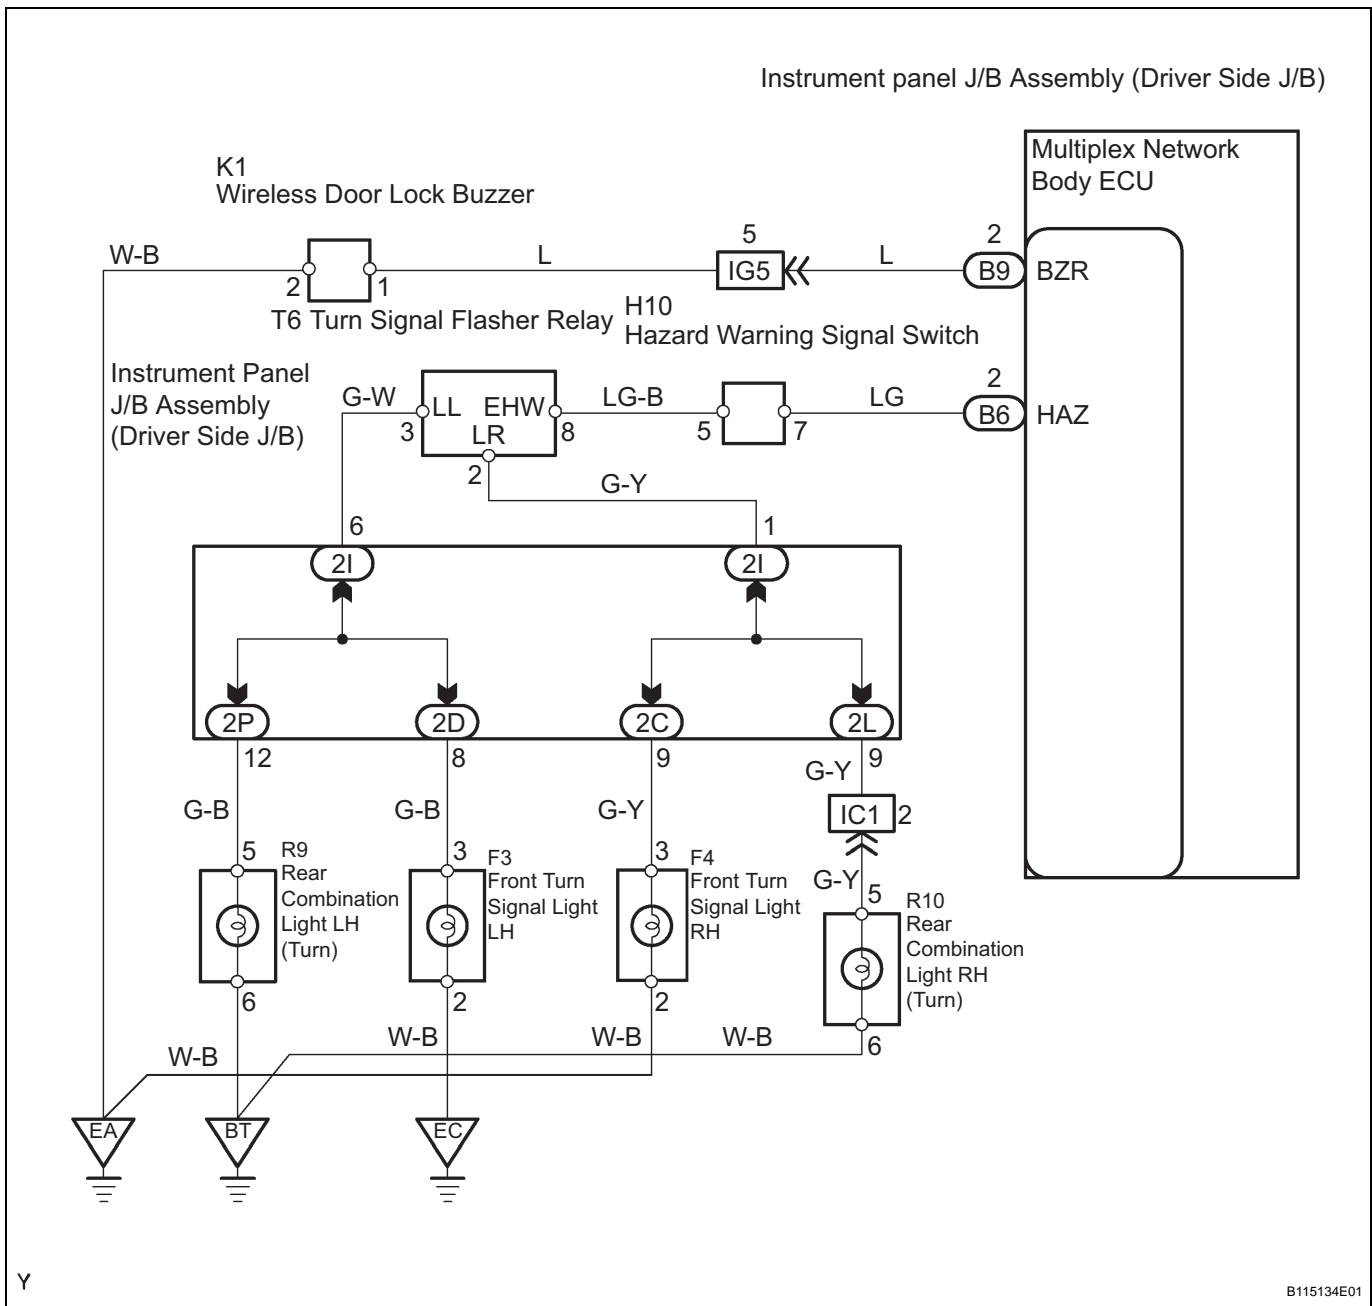 Instrument panel J/B Assembly (Driver Side J/B)
Multiplex Network
Body ECU
K1
Wireless Door Lock Buzzer
W-B
2
1
L
5
IG5
L
2
B9
BZR
T6 Turn Signal Flasher Relay
H10
Hazard Warning Signal Switch
Instrument Panel
J/B Assembly
(Driver Side J/B)
G-W
3
LL
EHW
LR
8
2
LG-B
5
7
LG
2
B6
HAZ
G-Y
6
1
2I
2I
2P
2D
2C
2L
12
8
9
9
G-Y
IC1
2
G-B
G-B
G-Y
G-Y
5
R9
Rear
Combination
Light LH
(Turn)
6
3
F3
Front Turn
Signal Light
LH
2
3
F4
Front Turn
Signal Light
RH
2
5
R10
Rear
Combination
Light RH
(Turn)
6
W-B
W-B
W-B
W-B
EA
BT
EC
Y
B115134E01